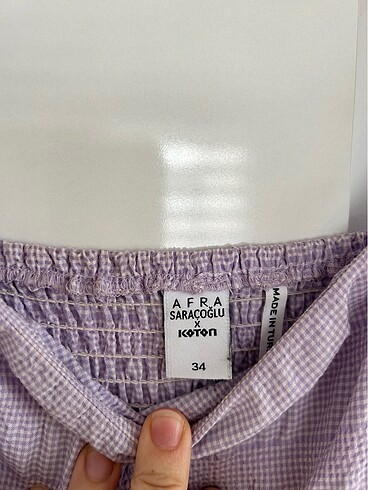 AFRA
SARAÇOĞLU
X
KOTON
34
MADE IN TUR